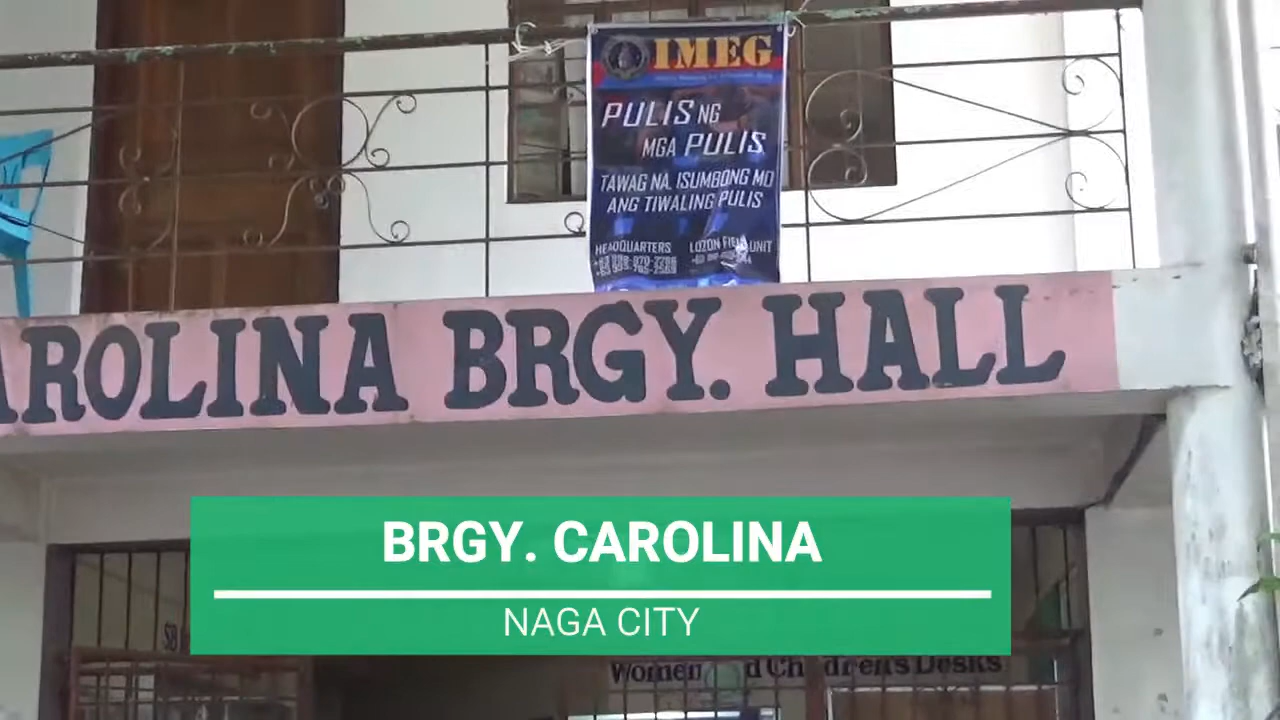 IMEG
PULIS NG
MGA PULIS
TAWAG NA. ISUMBONG MO
ANG TIWALING PULIS
HEADQUARTERS
LUZON FIELD UNIT
AROLINA BRGY. HALL
BRGY. CAROLINA
NAGA CITY
Women
Children's Desks